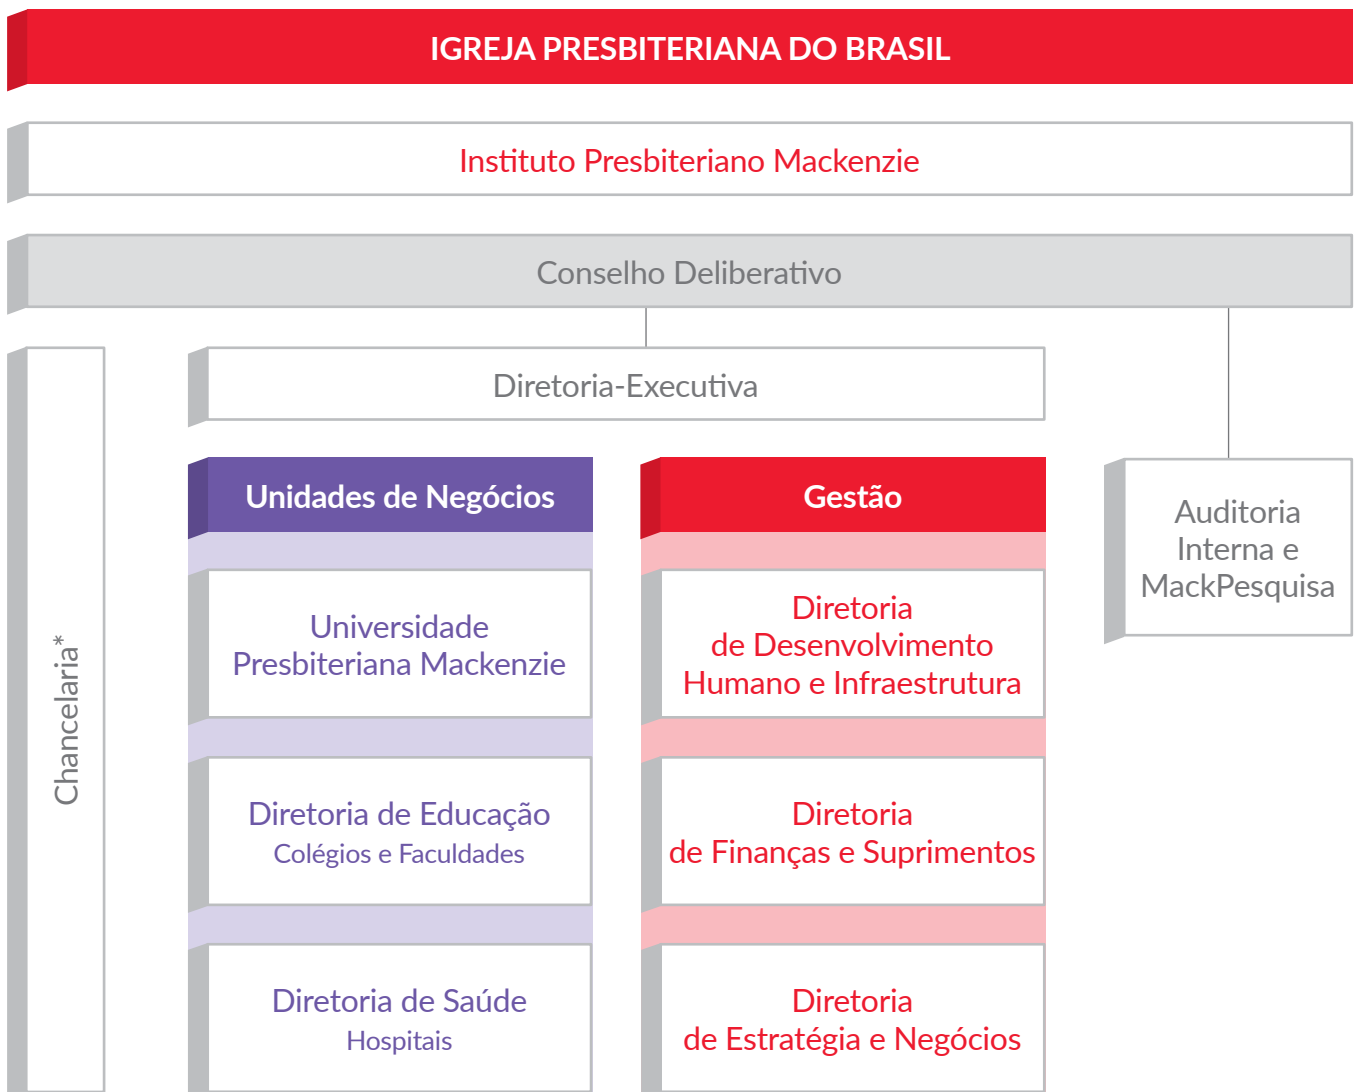 IGREJA PRESBITERIANA DO BRASIL
Instituto Presbiteriano Mackenzie
Conselho Deliberativo
Chancelaria*
Diretoria-Executiva
Unidades de Negócios
Universidade
Presbiteriana Mackenzie
Diretoria de Educação
Colégios e Faculdades
Diretoria de Saúde
Hospitais
Gestão
Diretoria
de Desenvolvimento
Humano e Infraestrutura
Diretoria
de Finanças e Suprimentos
Diretoria
de Estratégia e Negócios
Auditoria
Interna e
MackPesquisa